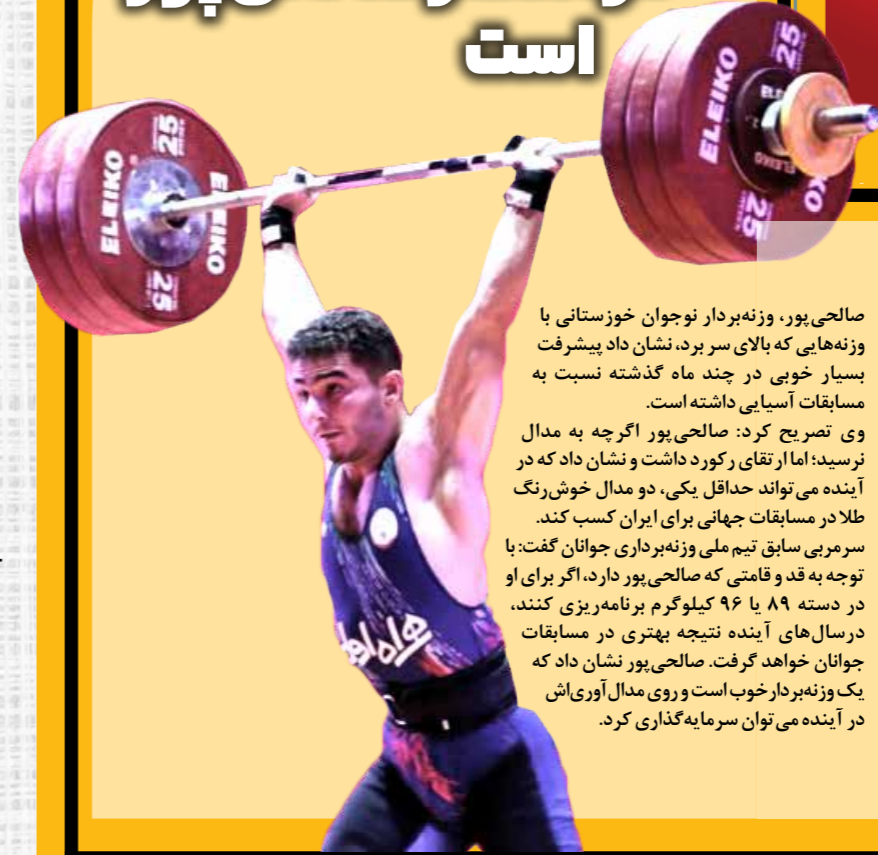 است
ELEIKO
25
ELEIKO
25
ELEIKO
25
ELEIKO
25
صالحی‌پور، وزنه‌بردار نوجوان خوزستانی با
وزنه‌هایی که بالای سر برد، نشان داد پیشرفت
بسیار خوبی در چند ماه گذشته نسبت به
مسابقات آسیایی داشته است.
وی تصریح کرد: صالحی‌پور اگرچه به مدال
نرسید؛ اما ارتقای رکورد داشت و نشان داد که در
آینده می‌تواند حداقل یکی، دو مدال خوش‌رنگ
طلا در مسابقات جهانی برای ایران کسب کند.
سرمربی سابق تیم ملی وزنه‌برداری جوانان گفت: با
توجه به قد و قامتی که صالحی‌پور دارد، اگر برای او
در دسته ۸۹ یا ۹۶ کیلوگرم برنامه‌ریزی کنند،
درسال‌های آینده نتیجه بهتری در مسابقات
جوانان خواهد گرفت. صالحی‌پور نشان داد که
یک وزنه‌بردارخوب است و روی مدال‌آوری‌اش
در آینده می‌توان سرمایه‌گذاری کرد.